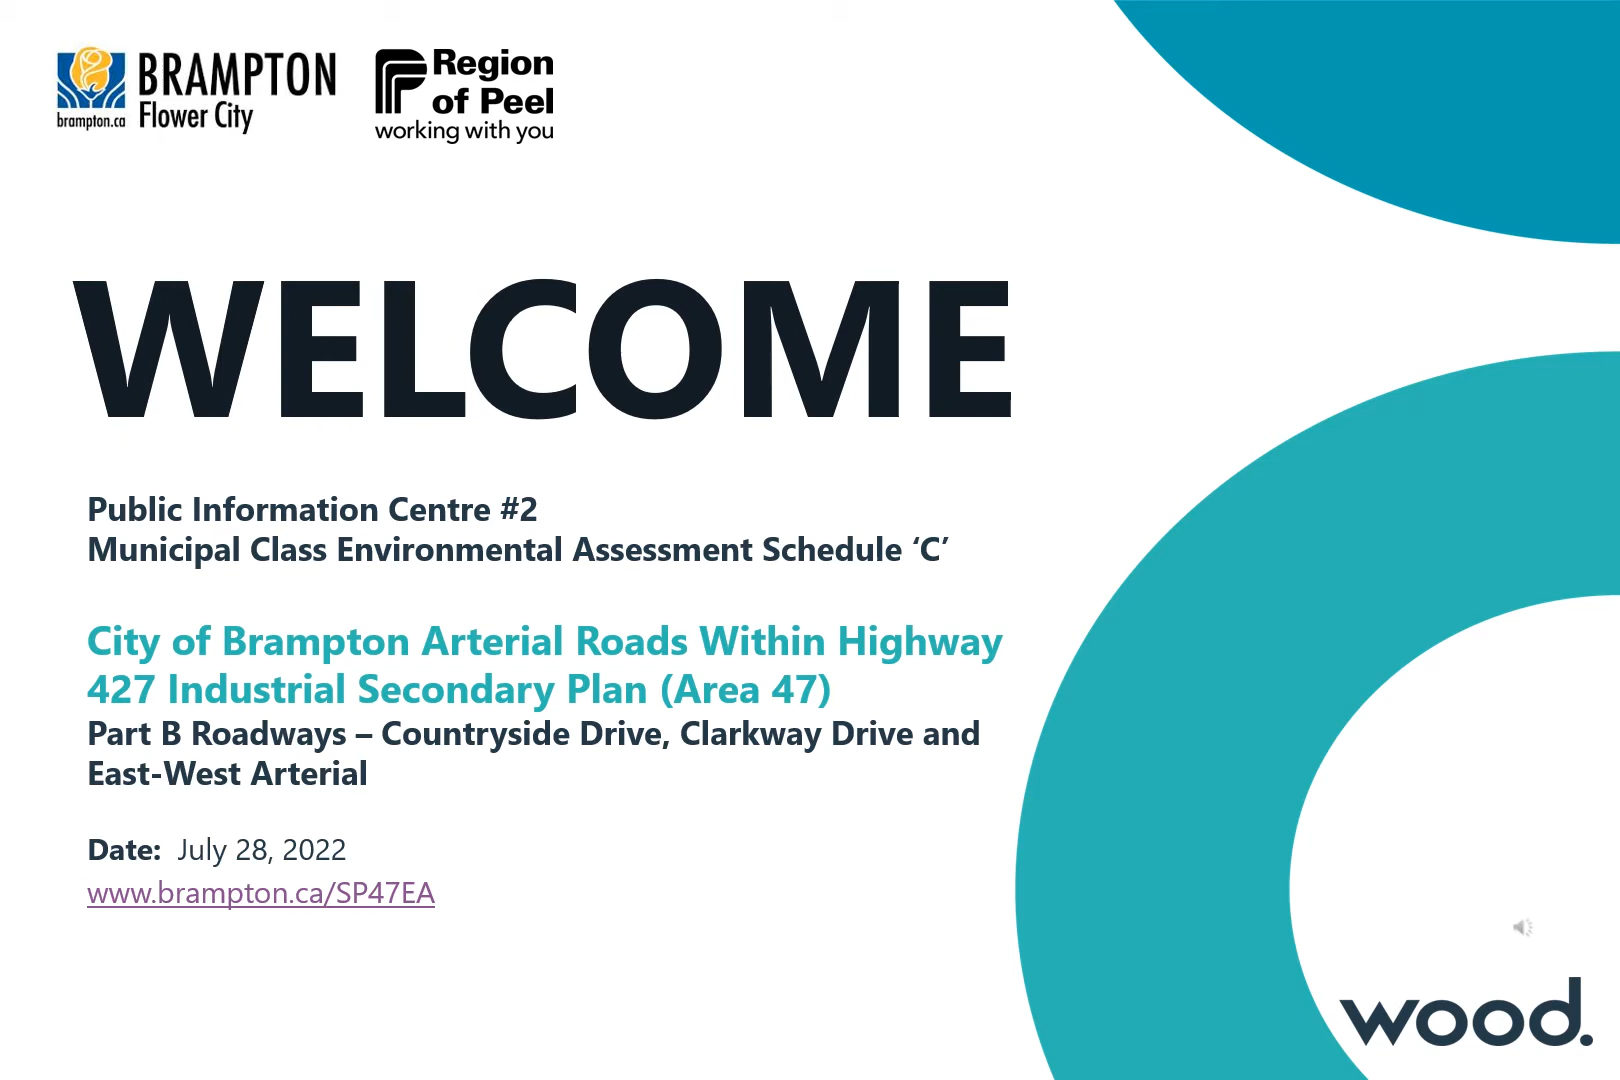 BRAMPTON
Flower City
brampton.ca
Region
of Peel
working with you
WELCOME
Public Information Centre #2
Municipal Class Environmental Assessment Schedule ‘C’
City of Brampton Arterial Roads Within Highway
427 Industrial Secondary Plan (Area 47)
Part B Roadways – Countryside Drive, Clarkway Drive and
East-West Arterial
Date: July 28, 2022
www.brampton.ca/SP47EA
wood.